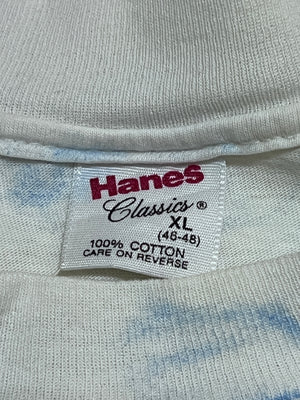 Hanes
Classics®
XL
(46-48)
100% COTTON
CARE ON REVERSE